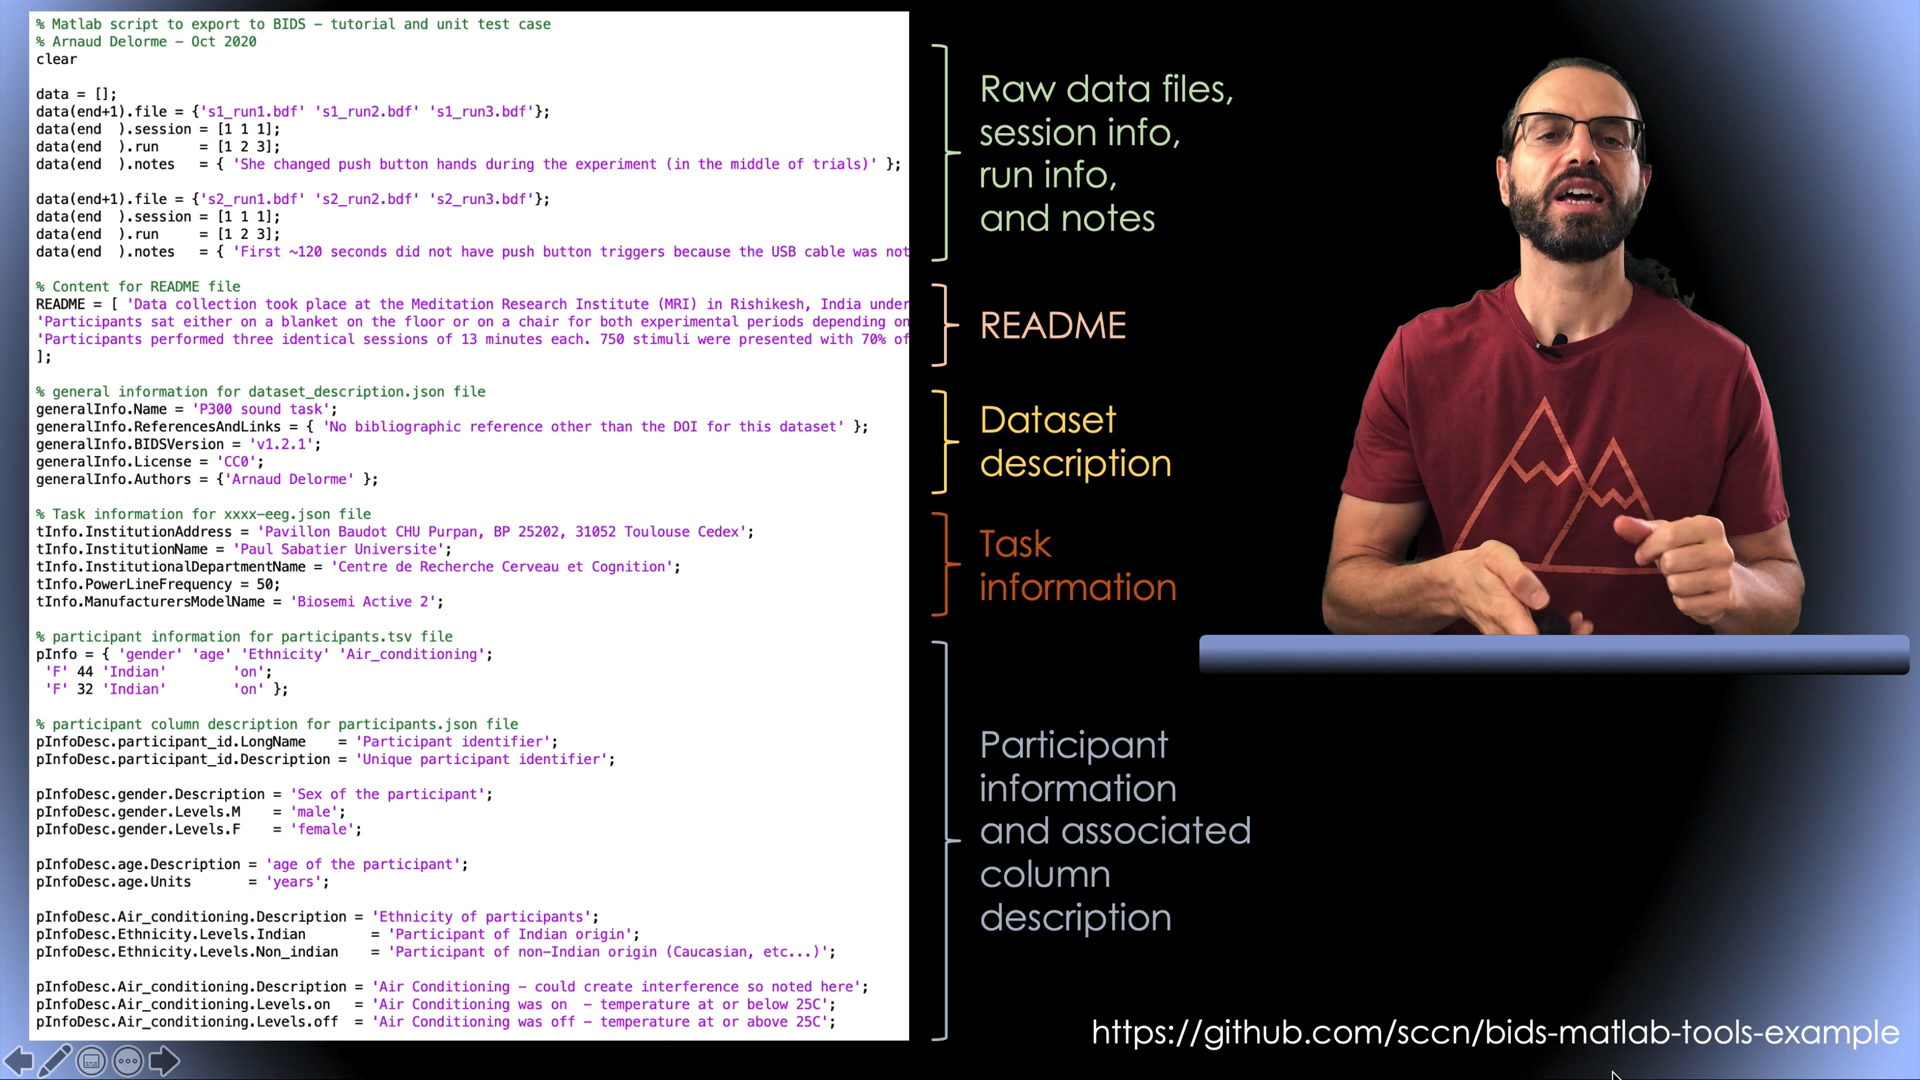 % Matlab script to export to BIDS – tutorial and unit test case
% Arnaud Delorme – Oct 2020
clear
data = [];
data(end+1).file = {'s1_run1.bdf' 's1_run2.bdf' 's1_run3.bdf'};
data(end  ).session = [1 1 1];
data(end  ).run     = [1 2 3];
data(end  ).notes   = { 'She changed push button hands during the experiment (in the middle of trials)' };
data(end+1).file = {'s2_run1.bdf' 's2_run2.bdf' 's2_run3.bdf'};
data(end  ).session = [1 1 1];
data(end  ).run     = [1 2 3];
data(end  ).notes   = { 'First ~120 seconds did not have push button triggers because the USB cable was not
% Content for README file
README = [ 'Data collection took place at the Meditation Research Institute (MRI) in Rishikesh, India under
'Participants sat either on a blanket on the floor or on a chair for both experimental periods depending on
'Participants performed three identical sessions of 13 minutes each. 750 stimuli were presented with 70% of
];
% general information for dataset_description.json file
generalInfo.Name = 'P300 sound task';
generalInfo.ReferencesAndLinks = { 'No bibliographic reference other than the DOI for this dataset' };
generalInfo.BIDSVersion = 'v1.2.1';
generalInfo.License = 'CC0';
generalInfo.Authors = {'Arnaud Delorme' };
% Task information for xxxx-eeg.json file
tInfo.InstitutionAddress = 'Pavillon Baudot CHU Purpan, BP 25202, 31052 Toulouse Cedex';
tInfo.InstitutionName = 'Paul Sabatier Universite';
tInfo.InstitutionalDepartmentName = 'Centre de Recherche Cerveau et Cognition';
tInfo.PowerLineFrequency = 50;
tInfo.ManufacturersModelName = 'Biosemi Active 2';
% participant information for participants.tsv file
pInfo = { 'gender' 'age' 'Ethnicity' 'Air_conditioning';
'F' 44 'Indian'        'on';
'F' 32 'Indian'        'on' };
% participant column description for participants.json file
pInfoDesc.participant_id.LongName    = 'Participant identifier';
pInfoDesc.participant_id.Description = 'Unique participant identifier';
pInfoDesc.gender.Description = 'Sex of the participant';
pInfoDesc.gender.Levels.M    = 'male';
pInfoDesc.gender.Levels.F    = 'female';
pInfoDesc.age.Description = 'age of the participant';
pInfoDesc.age.Units       = 'years';
pInfoDesc.Air_conditioning.Description = 'Ethnicity of participants';
pInfoDesc.Ethnicity.Levels.Indian        = 'Participant of Indian origin';
pInfoDesc.Ethnicity.Levels.Non_indian    = 'Participant of non-Indian origin (Caucasian, etc...)';
pInfoDesc.Air_conditioning.Description = 'Air Conditioning – could create interference so noted here';
pInfoDesc.Air_conditioning.Levels.on   = 'Air Conditioning was on  – temperature at or below 25C';
pInfoDesc.Air_conditioning.Levels.off  = 'Air Conditioning was off – temperature at or above 25C';
Raw data files,
session info,
run info,
and notes
README
Dataset
description
Task
information
Participant
information
and associated
column
description
https://github.com/sccn/bids-matlab-tools-example